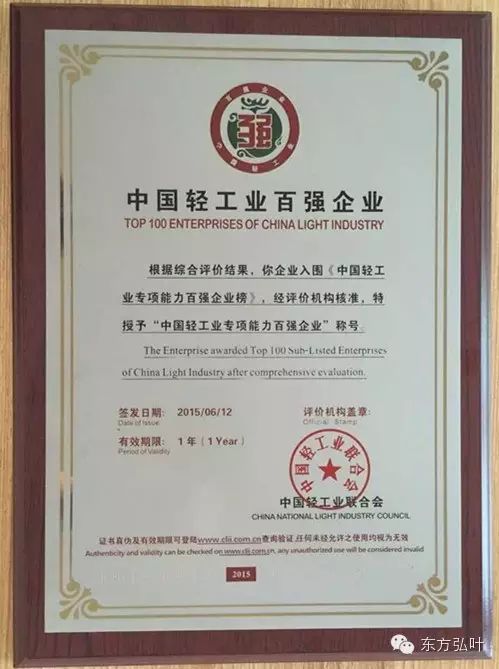 百强企业
强
中国轻工业
中国轻工业百强企业
TOP 100 ENTERPRISES OF CHINA LIGHT INDUSTRY
根据综合评价结果，你企业入围《中国轻工
业专项能力百强企业榜》，经评价机构核准，特
授予“中国轻工业专项能力百强企业”称号。
The Enterprise awarded Top 100 Sub-Listed Enterprises
of China Light Industry after comprehensive evaluation.
签发日期： 2015/06/12 评价机构盖章：
Date of Issue Official Stamp
有效期限： 1 年（1 Year）
Period of Validity
中国轻工业联合会
中国轻工业联合会
CHINA NATIONAL LIGHT INDUSTRY COUNCIL
证书真伪及有效期限可登陆www.clii.com.cn查询验证,任何未经允许之使用均视为无效
Authenticity and validity can be checked on www.clii.com.cn, any unauthorized use will be considered invalid
2015
东方弘叶